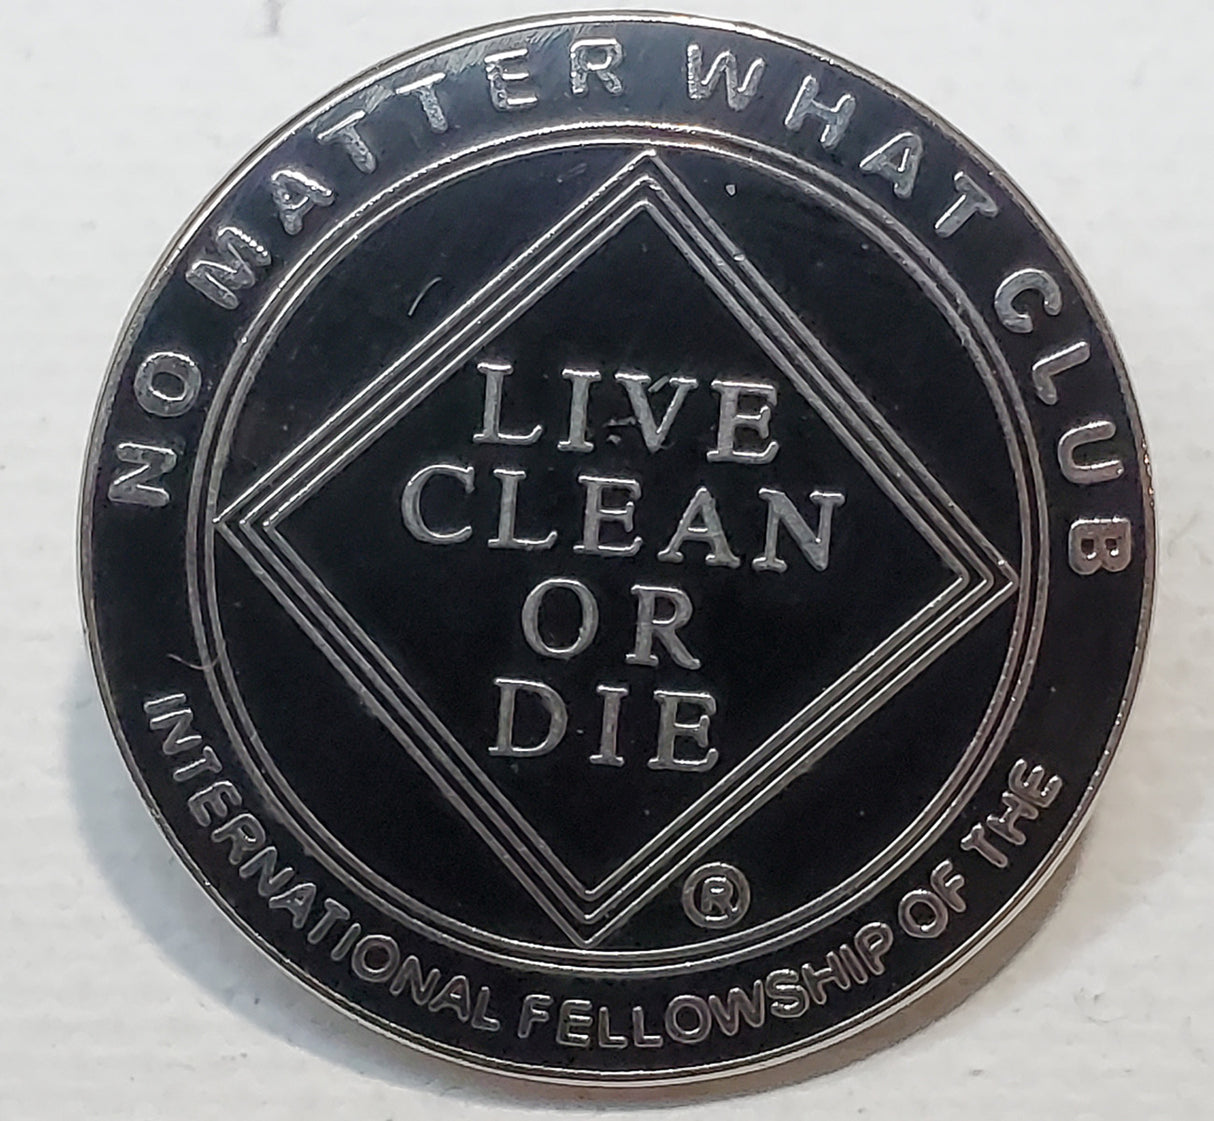 NO MATTER WHAT CLUB
LIVE
CLEAN
OR
DIE
®
INTERNATIONAL FELLOWSHIP OF THE